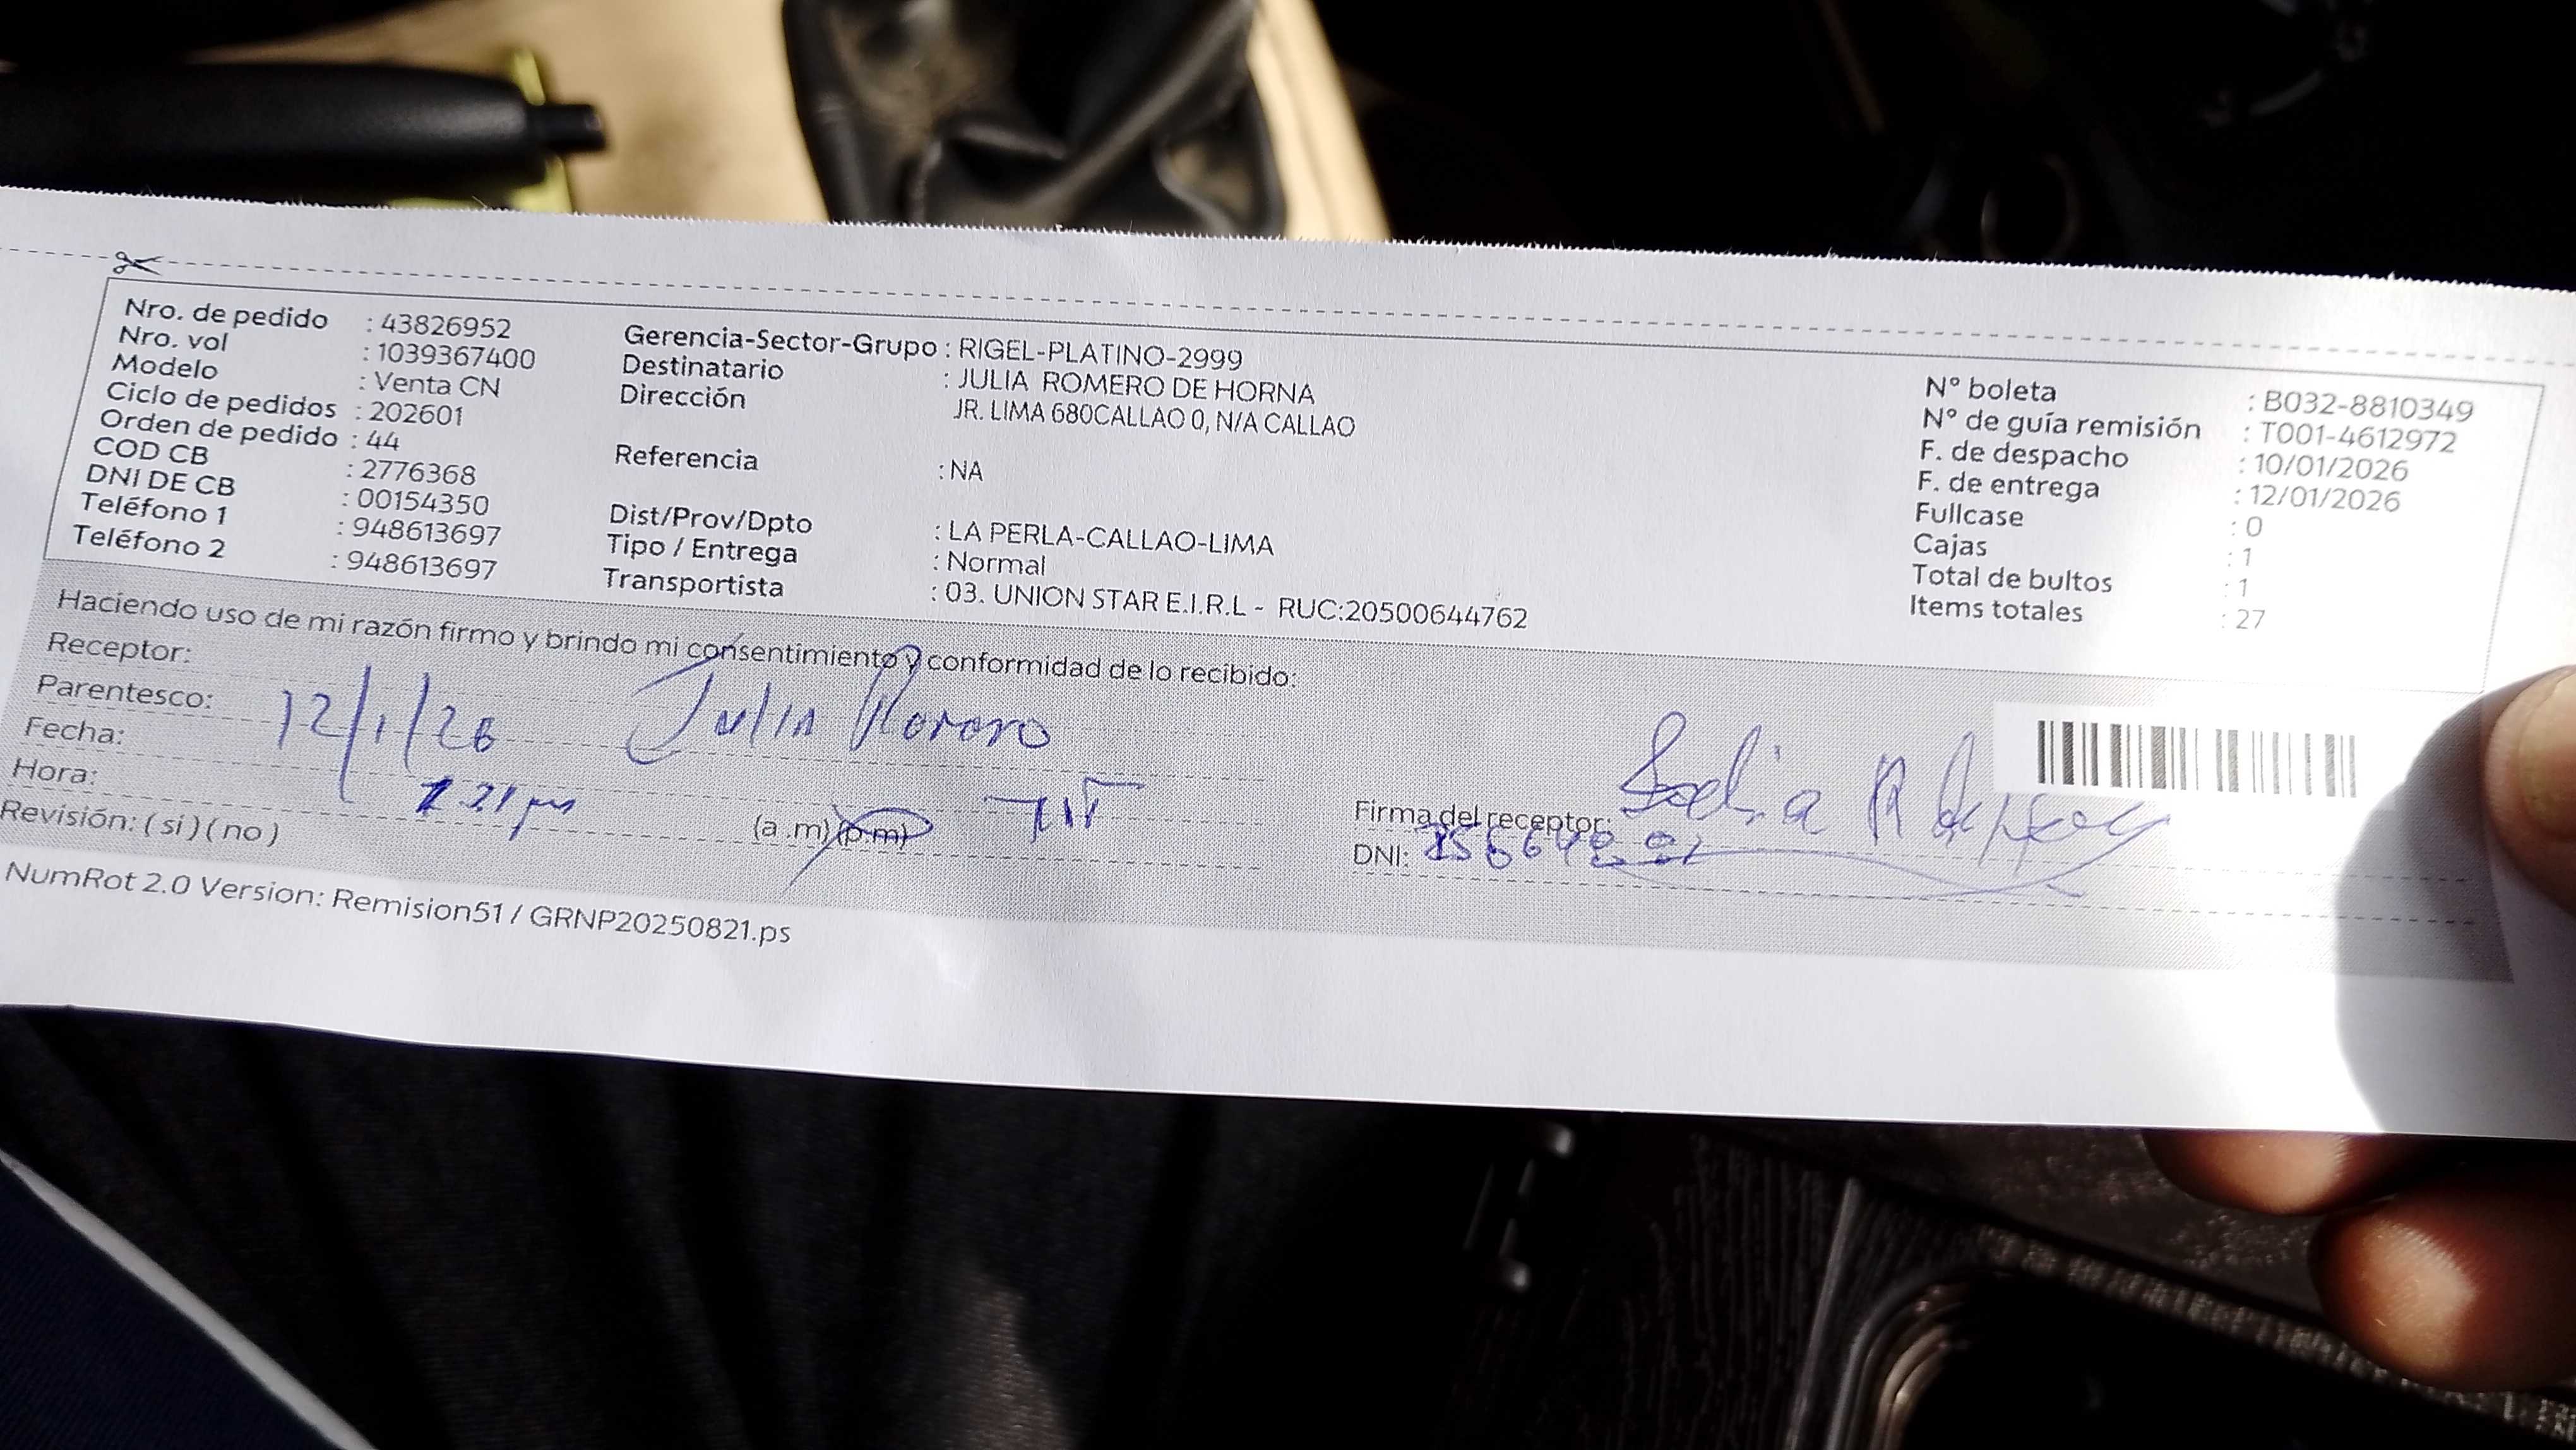 Nro. de pedido : 43826952
Nro. vol : 1039367400
Modelo : Venta CN
Ciclo de pedidos : 202601
Orden de pedido : 44
COD CB : 2776368
DNI DE CB : 00154350
Teléfono 1 : 948613697
Teléfono 2 : 948613697
Gerencia-Sector-Grupo : RIGEL-PLATINO-2999
Destinatario : JULIA ROMERO DE HORNA
Dirección JR. LIMA 680CALLAO 0, N/A CALLAO
Referencia : NA
Dist/Prov/Dpto : LA PERLA-CALLAO-LIMA
Tipo / Entrega : Normal
Transportista : 03. UNION STAR E.I.R.L - RUC:20500644762
N° boleta : B032-8810349
N° de guía remisión : T001-4612972
F. de despacho : 10/01/2026
F. de entrega : 12/01/2026
Fullcase : 0
Cajas : 1
Total de bultos : 1
Items totales : 27
Haciendo uso de mi razón firmo y brindo mi consentimiento y conformidad de lo recibido:
Receptor:
Parentesco: Julia Romero
Fecha: 12/1/26
Hora: (a .m) (p.m) TIT
Revisión: ( si ) ( no )
Firma del receptor:
DNI:
NumRot 2.0 Version: Remision51 / GRNP20250821.ps